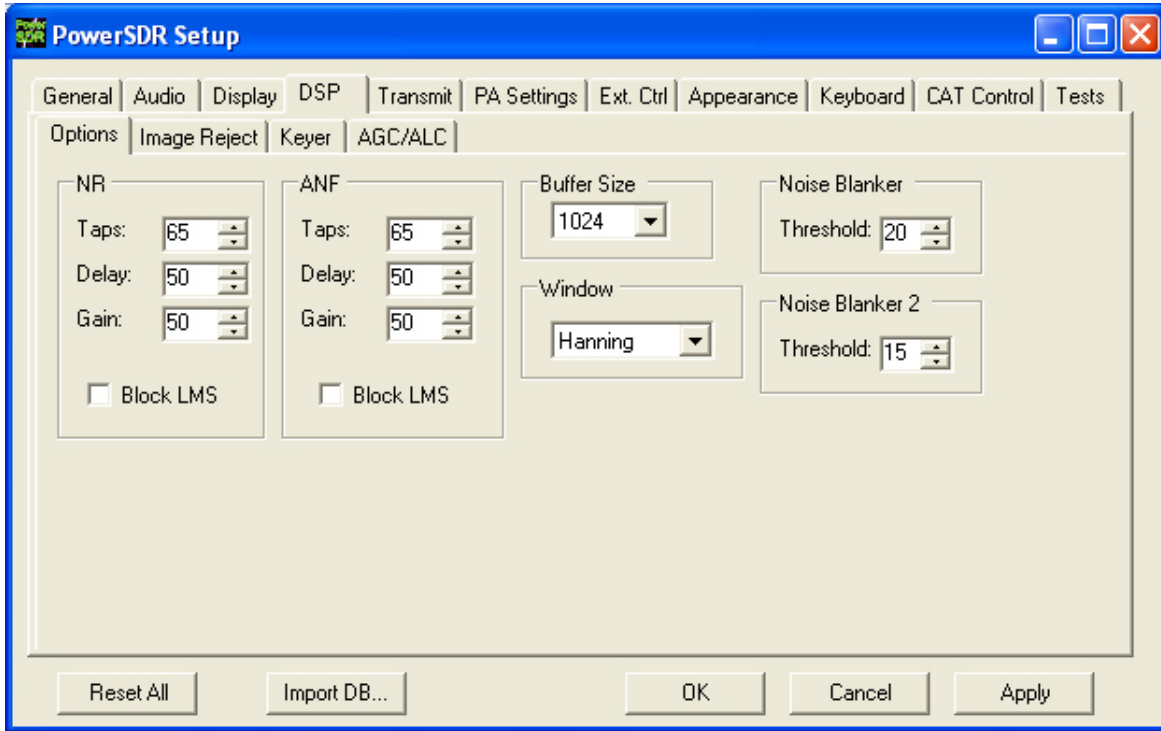 PowerSDR Setup
General Audio Display DSP Transmit PA Settings Ext. Ctrl Appearance Keyboard CAT Control Tests
Options Image Reject Keyer AGC/ALC
NR
Taps: 65
Delay: 50
Gain: 50
Block LMS
ANF
Taps: 65
Delay: 50
Gain: 50
Block LMS
Buffer Size
1024
Window
Hanning
Noise Blanker
Threshold: 20
Noise Blanker 2
Threshold: 15
Reset All Import DB... OK Cancel Apply